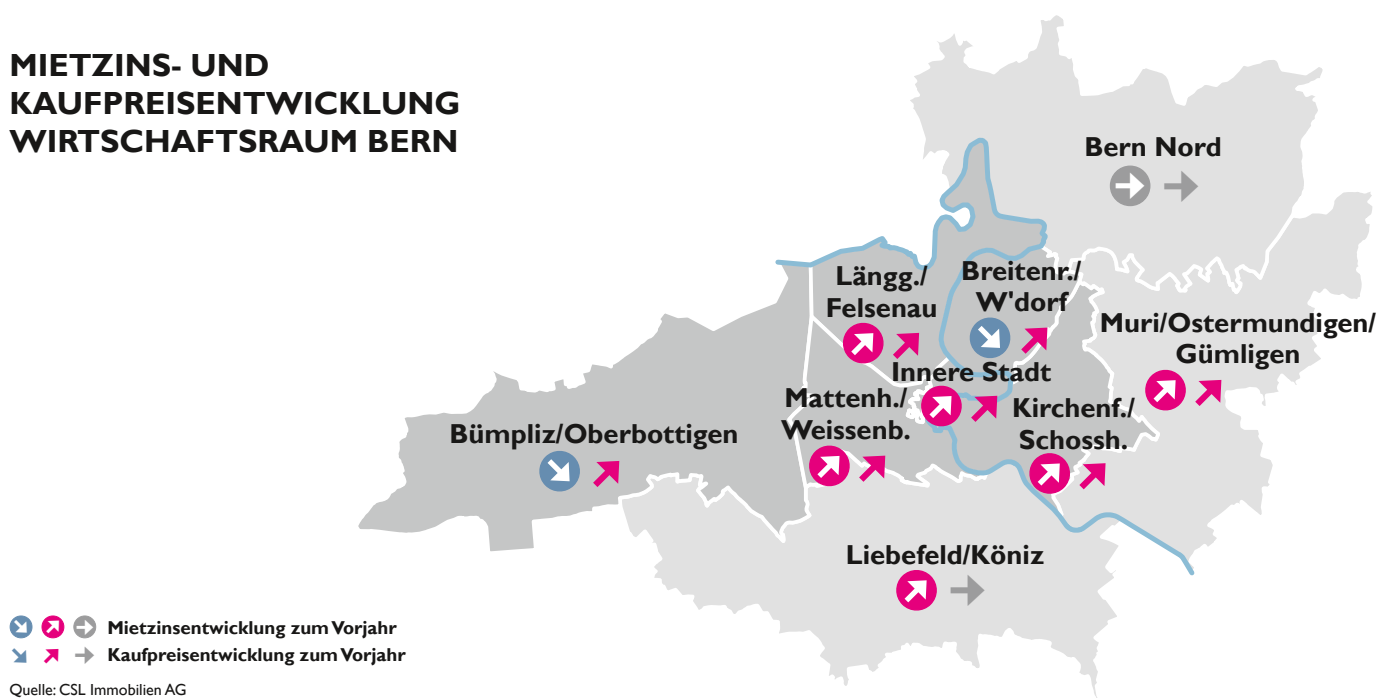 MIETZINS- UND
KAUFPREISENTWICKLUNG
WIRTSCHAFTSRAUM BERN
Bern Nord
Längg./
Felsenau
Breitenr./
W'dorf
Muri/Ostermundigen/
Gümligen
Innere Stadt
Mattenh./
Weissenb.
Kirchenf./
Schossh.
Bümpliz/Oberbottigen
Liebefeld/Köniz
Mietzinsentwicklung zum Vorjahr
Kaufpreisentwicklung zum Vorjahr
Quelle: CSL Immobilien AG